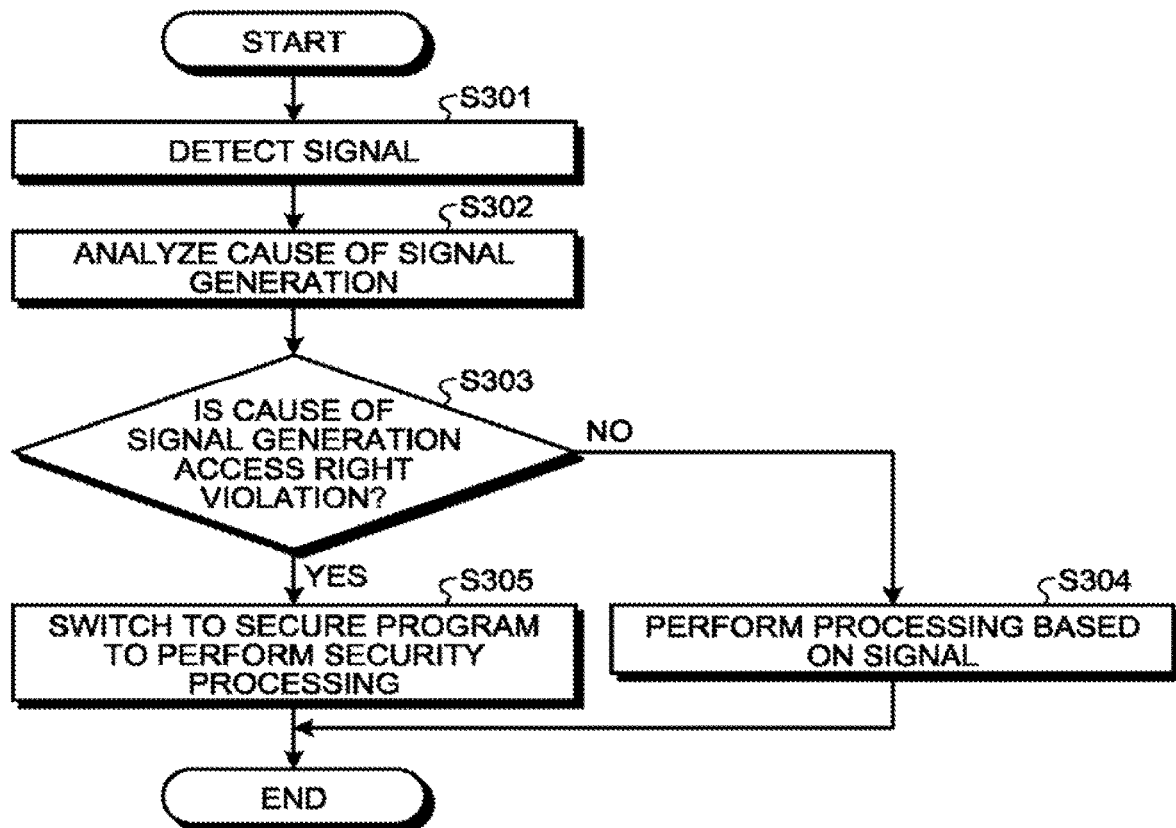 START
S301
DETECT SIGNAL
S302
ANALYZE CAUSE OF SIGNAL
GENERATION
S303
IS CAUSE OF
SIGNAL GENERATION
ACCESS RIGHT
VIOLATION?
NO
YES
S305
SWITCH TO SECURE PROGRAM
TO PERFORM SECURITY
PROCESSING
S304
PERFORM PROCESSING BASED
ON SIGNAL
END